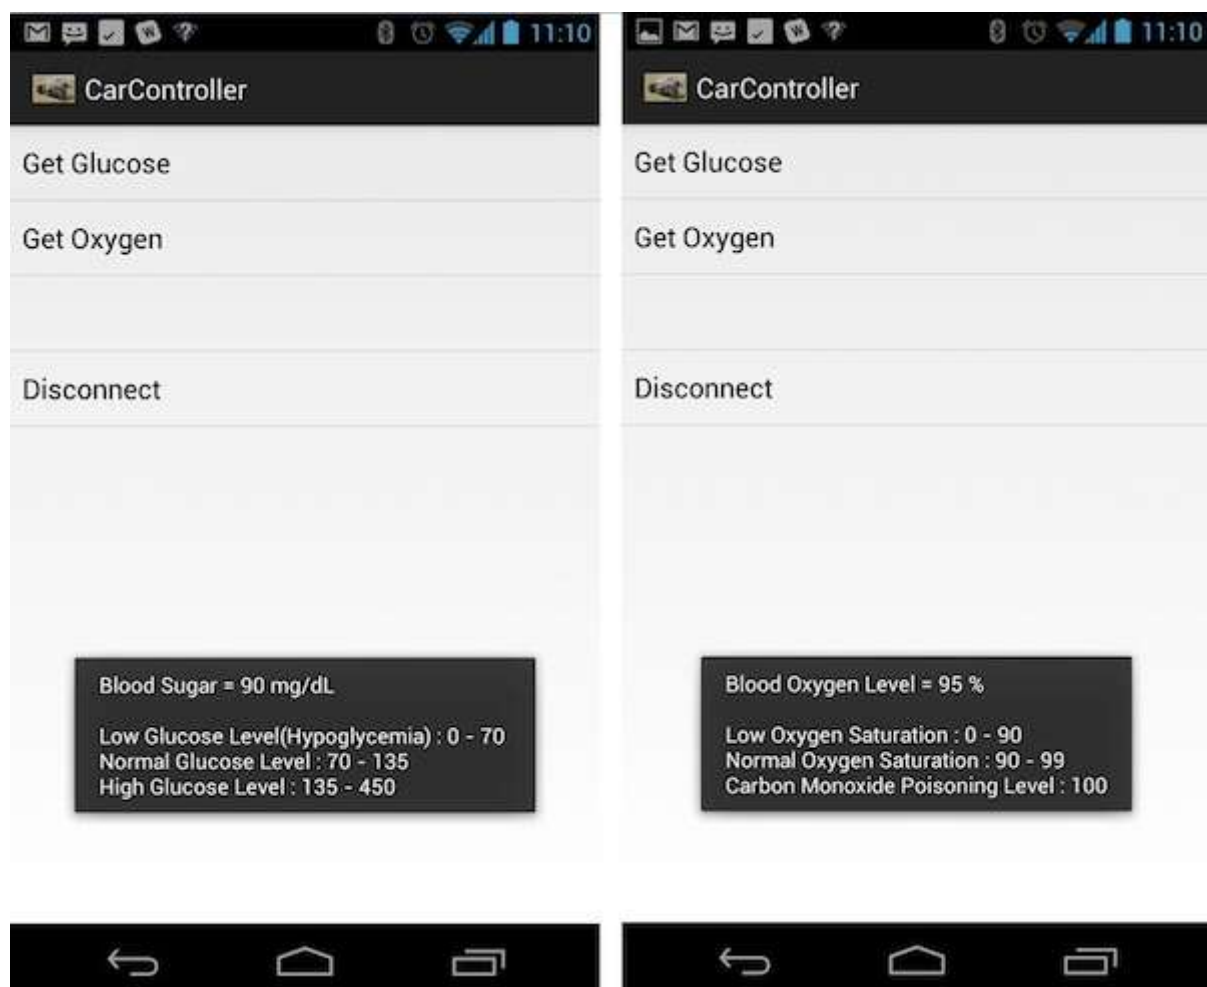 11:10
CarController
Get Glucose
Get Oxygen
Disconnect
Blood Sugar = 90 mg/dL
Low Glucose Level(Hypoglycemia) : 0 - 70
Normal Glucose Level : 70 - 135
High Glucose Level : 135 - 450
11:10
CarController
Get Glucose
Get Oxygen
Disconnect
Blood Oxygen Level = 95 %
Low Oxygen Saturation : 0 - 90
Normal Oxygen Saturation : 90 - 99
Carbon Monoxide Poisoning Level : 100